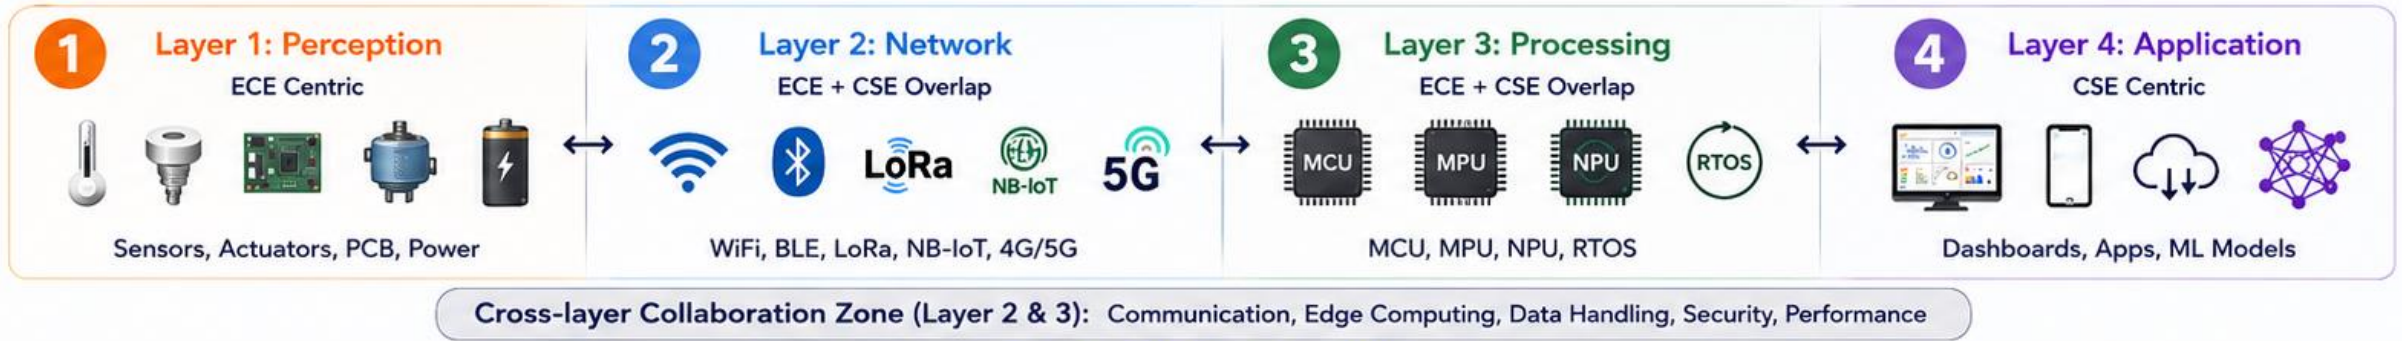 1
Layer 1: Perception
ECE Centric
Sensors, Actuators, PCB, Power
2
Layer 2: Network
ECE + CSE Overlap
LoRa
NB-IoT
5G
WiFi, BLE, LoRa, NB-IoT, 4G/5G
3
Layer 3: Processing
ECE + CSE Overlap
MCU
MPU
NPU
RTOS
MCU, MPU, NPU, RTOS
4
Layer 4: Application
CSE Centric
Dashboards, Apps, ML Models
Cross-layer Collaboration Zone (Layer 2 & 3): Communication, Edge Computing, Data Handling, Security, Performance